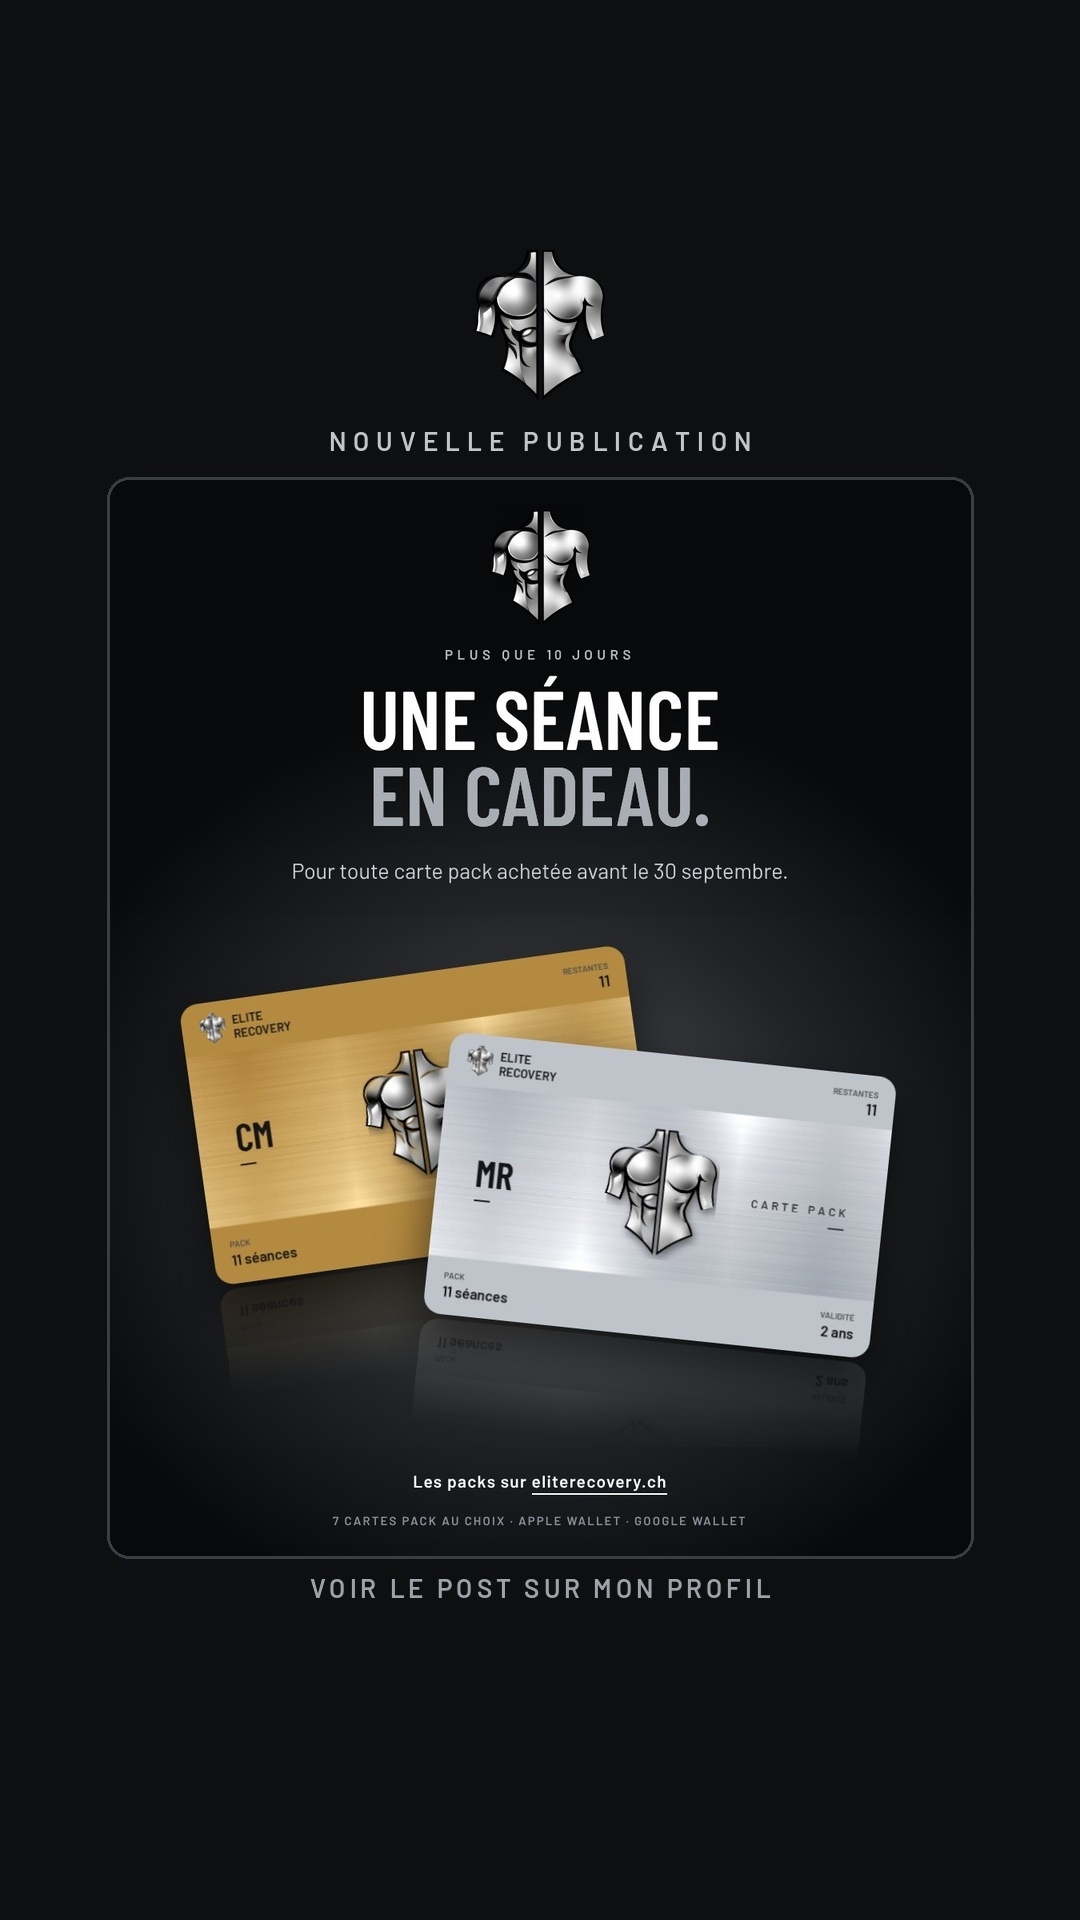 NOUVELLE PUBLICATION
PLUS QUE 10 JOURS
UNE SÉANCE
EN CADEAU.
Pour toute carte pack achetée avant le 30 septembre.
ELITE
RECOVERY
RESTANTES
11
CM
PACK
11 séances
ELITE
RECOVERY
RESTANTES
11
MR
CARTE PACK
PACK
11 séances
VALIDITÉ
2 ans
Les packs sur eliterecovery.ch
7 CARTES PACK AU CHOIX · APPLE WALLET · GOOGLE WALLET
VOIR LE POST SUR MON PROFIL